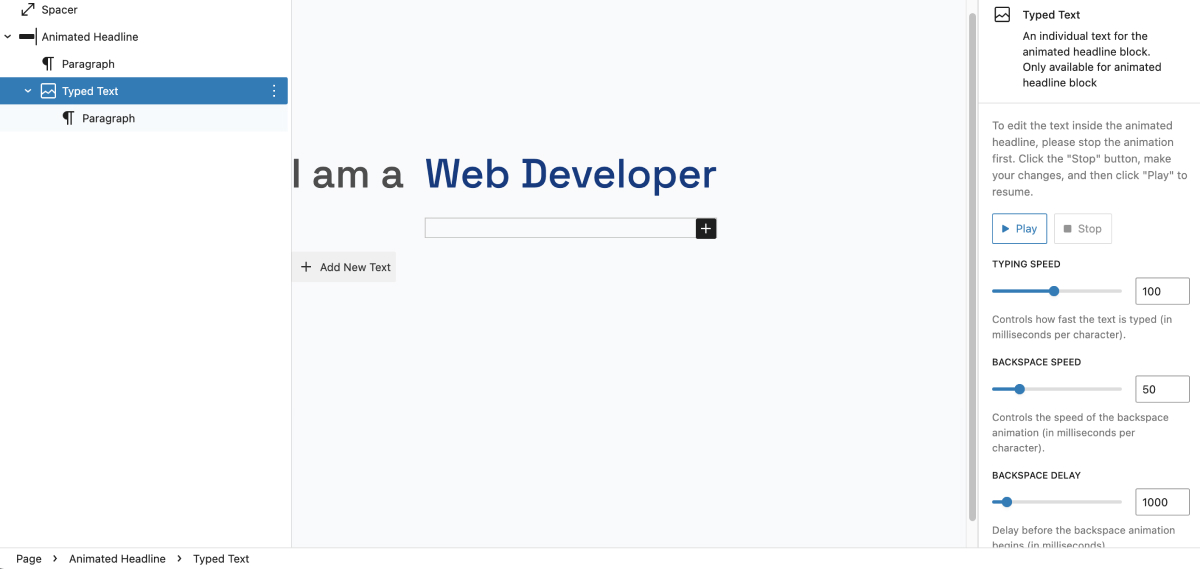 Spacer
Animated Headline
Paragraph
Typed Text
Paragraph
I am a Web Developer
Add New Text
Typed Text
An individual text for the
animated headline block.
Only available for animated
headline block
To edit the text inside the animated
headline, please stop the animation
first. Click the "Stop" button, make
your changes, and then click "Play" to
resume.
Play Stop
TYPING SPEED
100
Controls how fast the text is typed (in
milliseconds per character).
BACKSPACE SPEED
50
Controls the speed of the backspace
animation (in milliseconds per
character).
BACKSPACE DELAY
1000
Delay before the backspace animation
begins (in milliseconds)
Page > Animated Headline > Typed Text